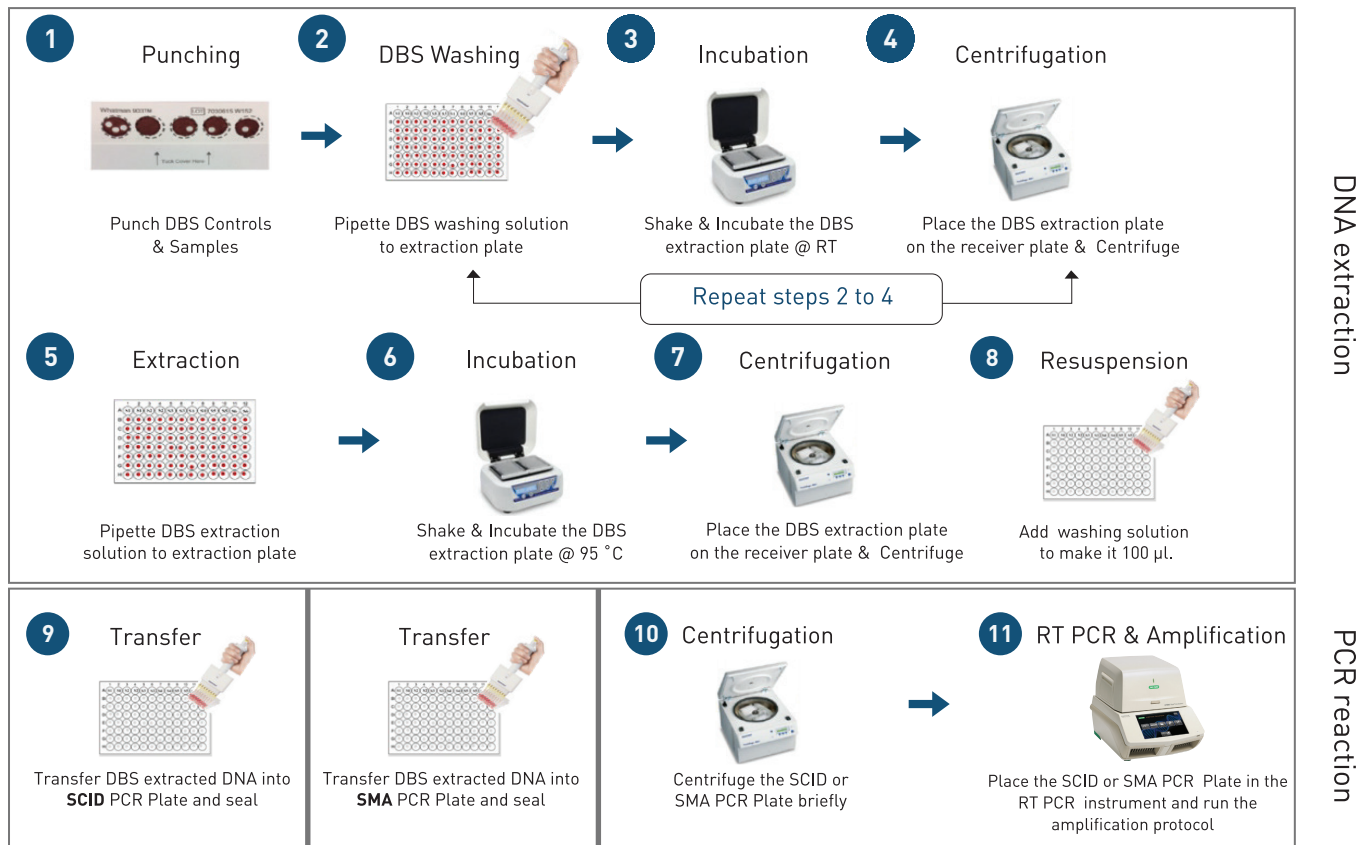 1
Punching
Punch DBS Controls
& Samples
2
DBS Washing
Pipette DBS washing solution
to extraction plate
3
Incubation
Shake & Incubate the DBS
extraction plate @ RT
4
Centrifugation
Place the DBS extraction plate
on the receiver plate &  Centrifuge
Repeat steps 2 to 4
5
Extraction
Pipette DBS extraction
solution to extraction plate
6
Incubation
Shake & Incubate the DBS
extraction plate @ 95 ˚C
7
Centrifugation
Place the DBS extraction plate
on the receiver plate &  Centrifuge
8
Resuspension
Add  washing solution
to make it 100 µl.
DNA extraction
9
Transfer
Transfer DBS extracted DNA into
SCID PCR Plate and seal
Transfer
Transfer DBS extracted DNA into
SMA PCR Plate and seal
10
Centrifugation
Centrifuge the SCID or
SMA PCR Plate briefly
11
RT PCR & Amplification
Place the SCID or SMA PCR  Plate in the
RT PCR  instrument and run the
amplification protocol
PCR reaction